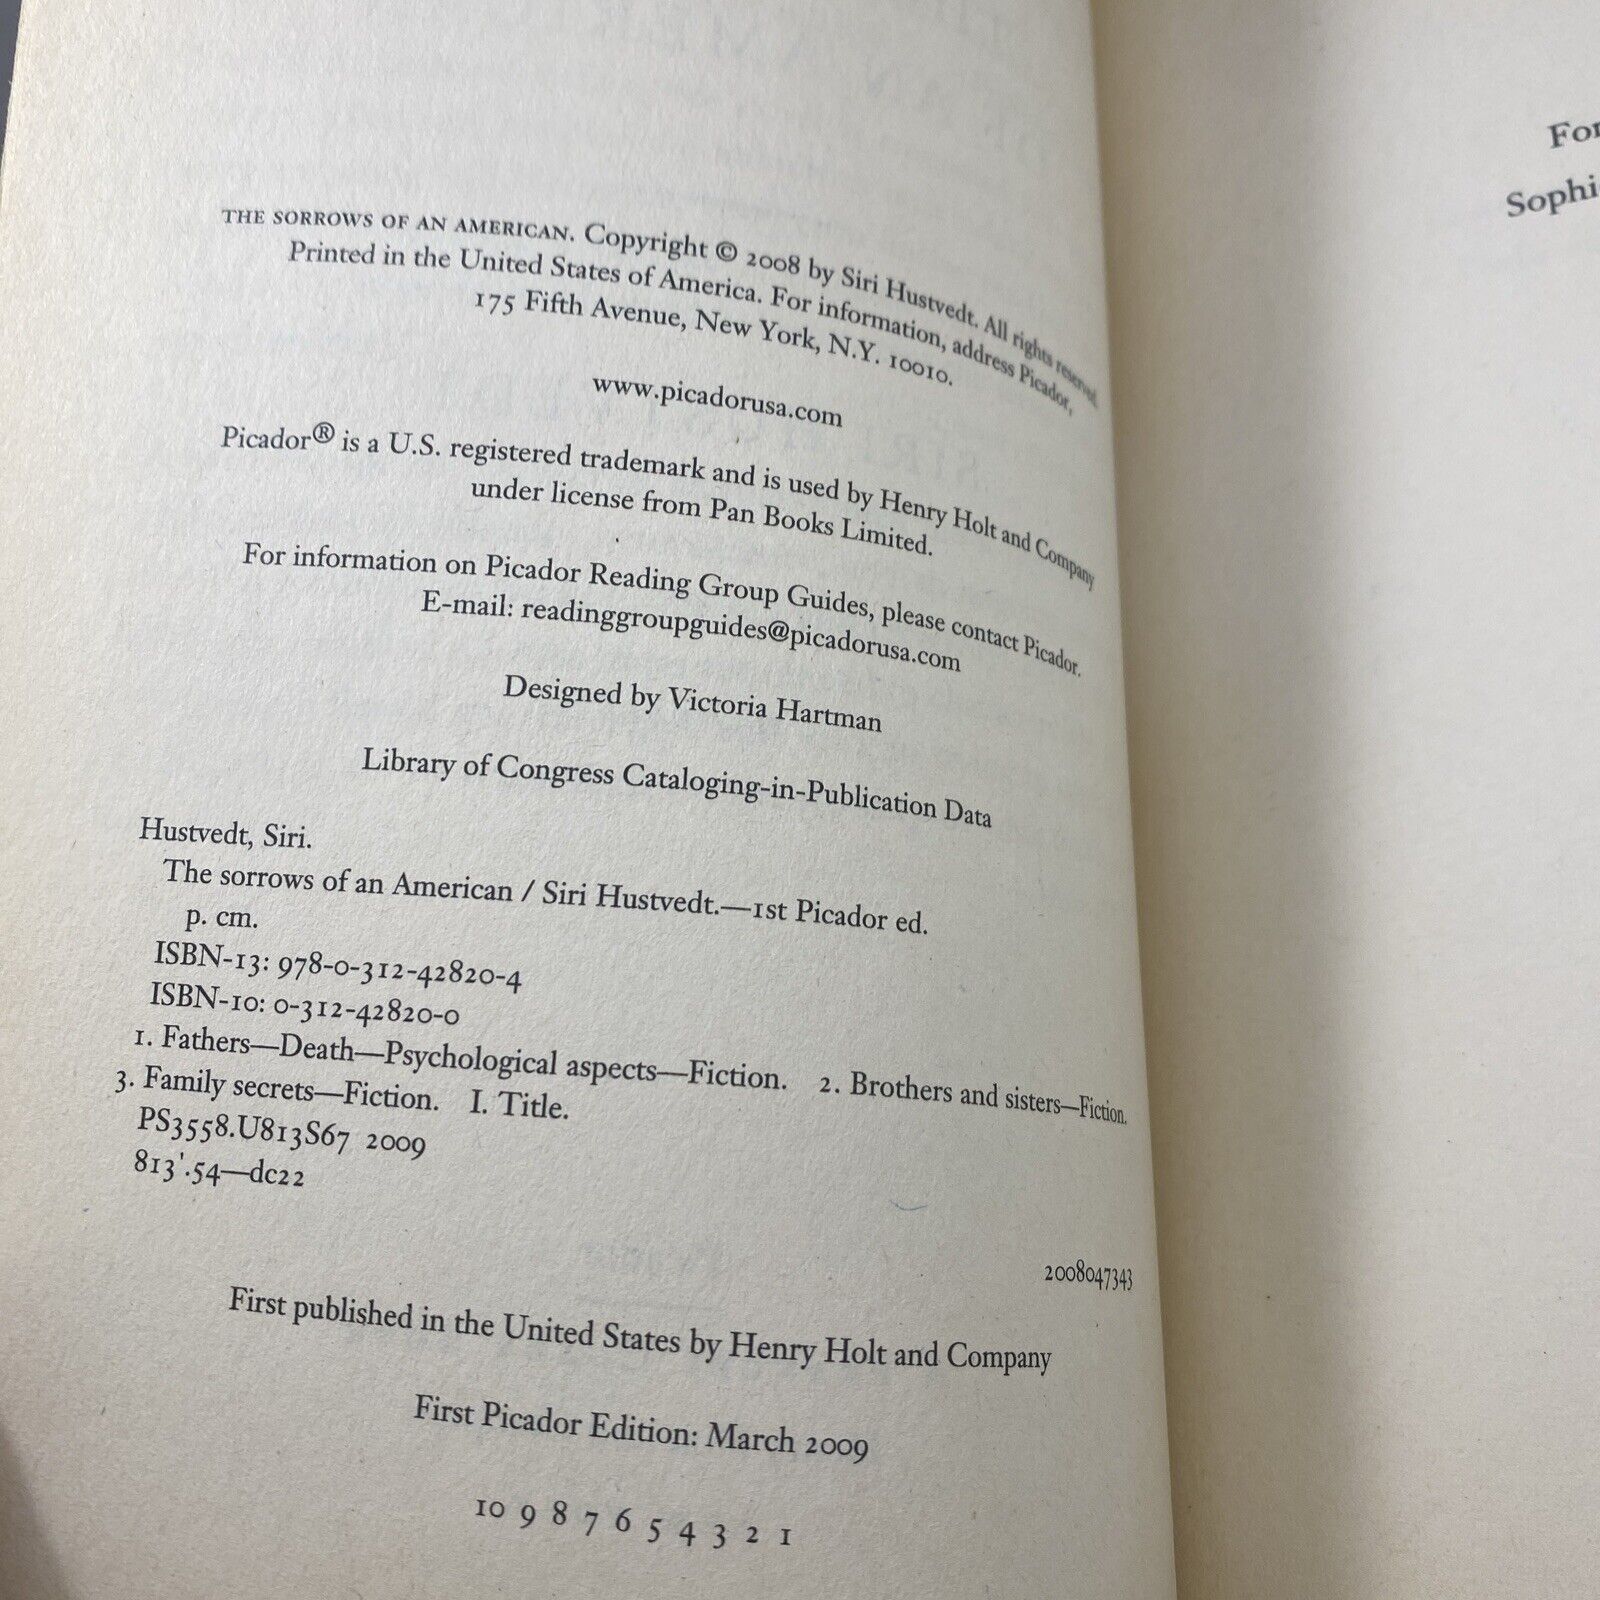 THE SORROWS OF AN AMERICAN. Copyright © 2008 by Siri Hustvedt. All rights reserved.
Printed in the United States of America. For information, address Picador,
175 Fifth Avenue, New York, N.Y. 10010.
www.picadorusa.com
Picador® is a U.S. registered trademark and is used by Henry Holt and Company
under license from Pan Books Limited.
For information on Picador Reading Group Guides, please contact Picador.
E-mail: readinggroupguides@picadorusa.com
Designed by Victoria Hartman
Library of Congress Cataloging-in-Publication Data
Hustvedt, Siri.
The sorrows of an American / Siri Hustvedt.—1st Picador ed.
p. cm.
ISBN-13: 978-0-312-42820-4
ISBN-10: 0-312-42820-0
1. Fathers—Death—Psychological aspects—Fiction. 2. Brothers and sisters—Fiction.
3. Family secrets—Fiction. I. Title.
PS3558.U813S67 2009
813'.54—dc22
2008047343
First published in the United States by Henry Holt and Company
First Picador Edition: March 2009
10 9 8 7 6 5 4 3 2 1
For